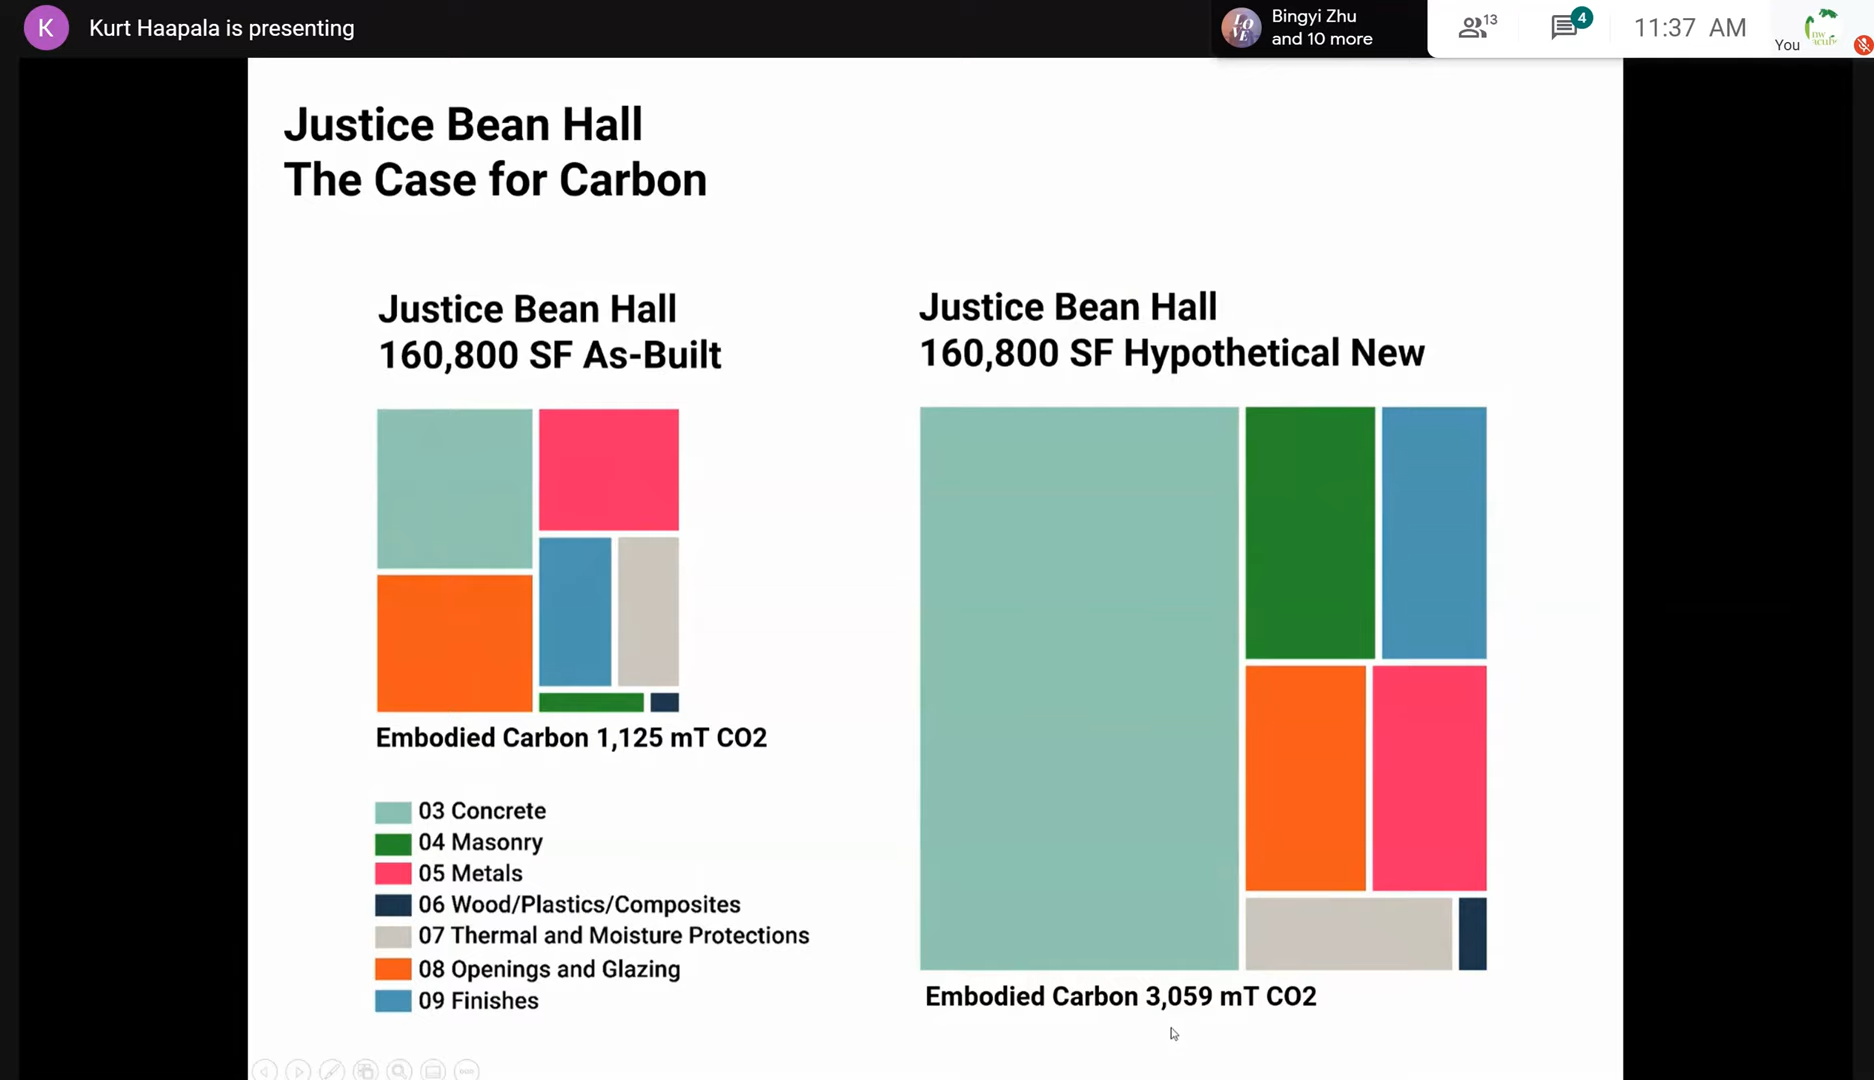 K
Kurt Haapala is presenting
LO
VE
Bingyi Zhu
and 10 more
13
4
11:37 AM
You
nw
Justice Bean Hall
The Case for Carbon
Justice Bean Hall
160,800 SF As-Built
Embodied Carbon 1,125 mT CO2
03 Concrete
04 Masonry
05 Metals
06 Wood/Plastics/Composites
07 Thermal and Moisture Protections
08 Openings and Glazing
09 Finishes
Justice Bean Hall
160,800 SF Hypothetical New
Embodied Carbon 3,059 mT CO2